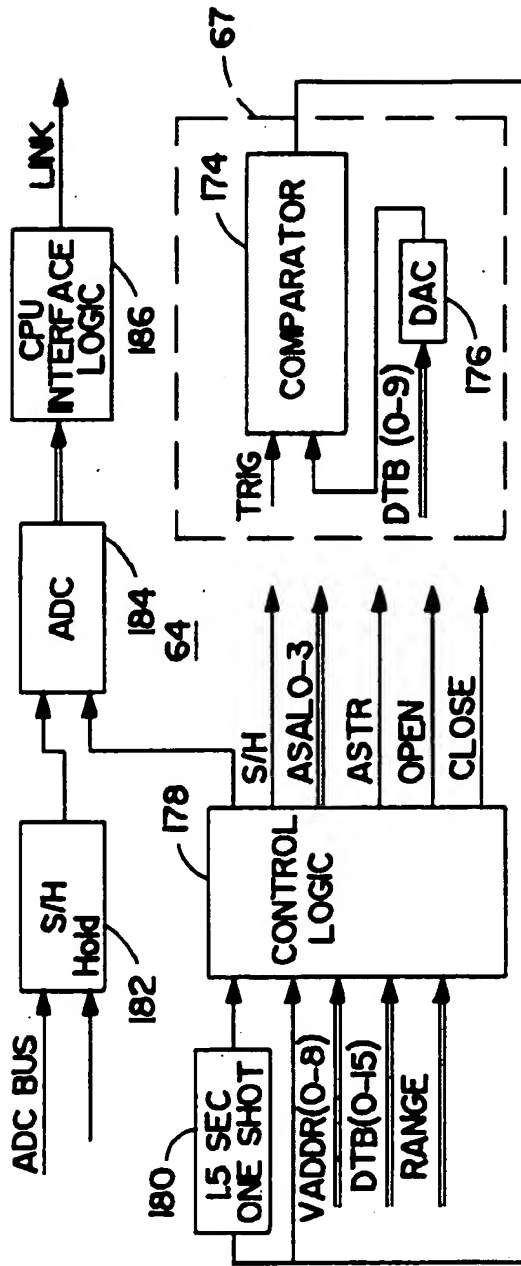 ADC BUS
S/H
Hold
182
ADC
184
64
CPU
INTERFACE
LOGIC
186
LINK
180
1.5 SEC
ONE SHOT
VADDR(0-8)
DTB(0-15)
RANGE
178
CONTROL
LOGIC
S/H
ASAL0-3
ASTR
OPEN
CLOSE
67
174
TRIG
COMPARATOR
DTB (0-9)
DAC
176